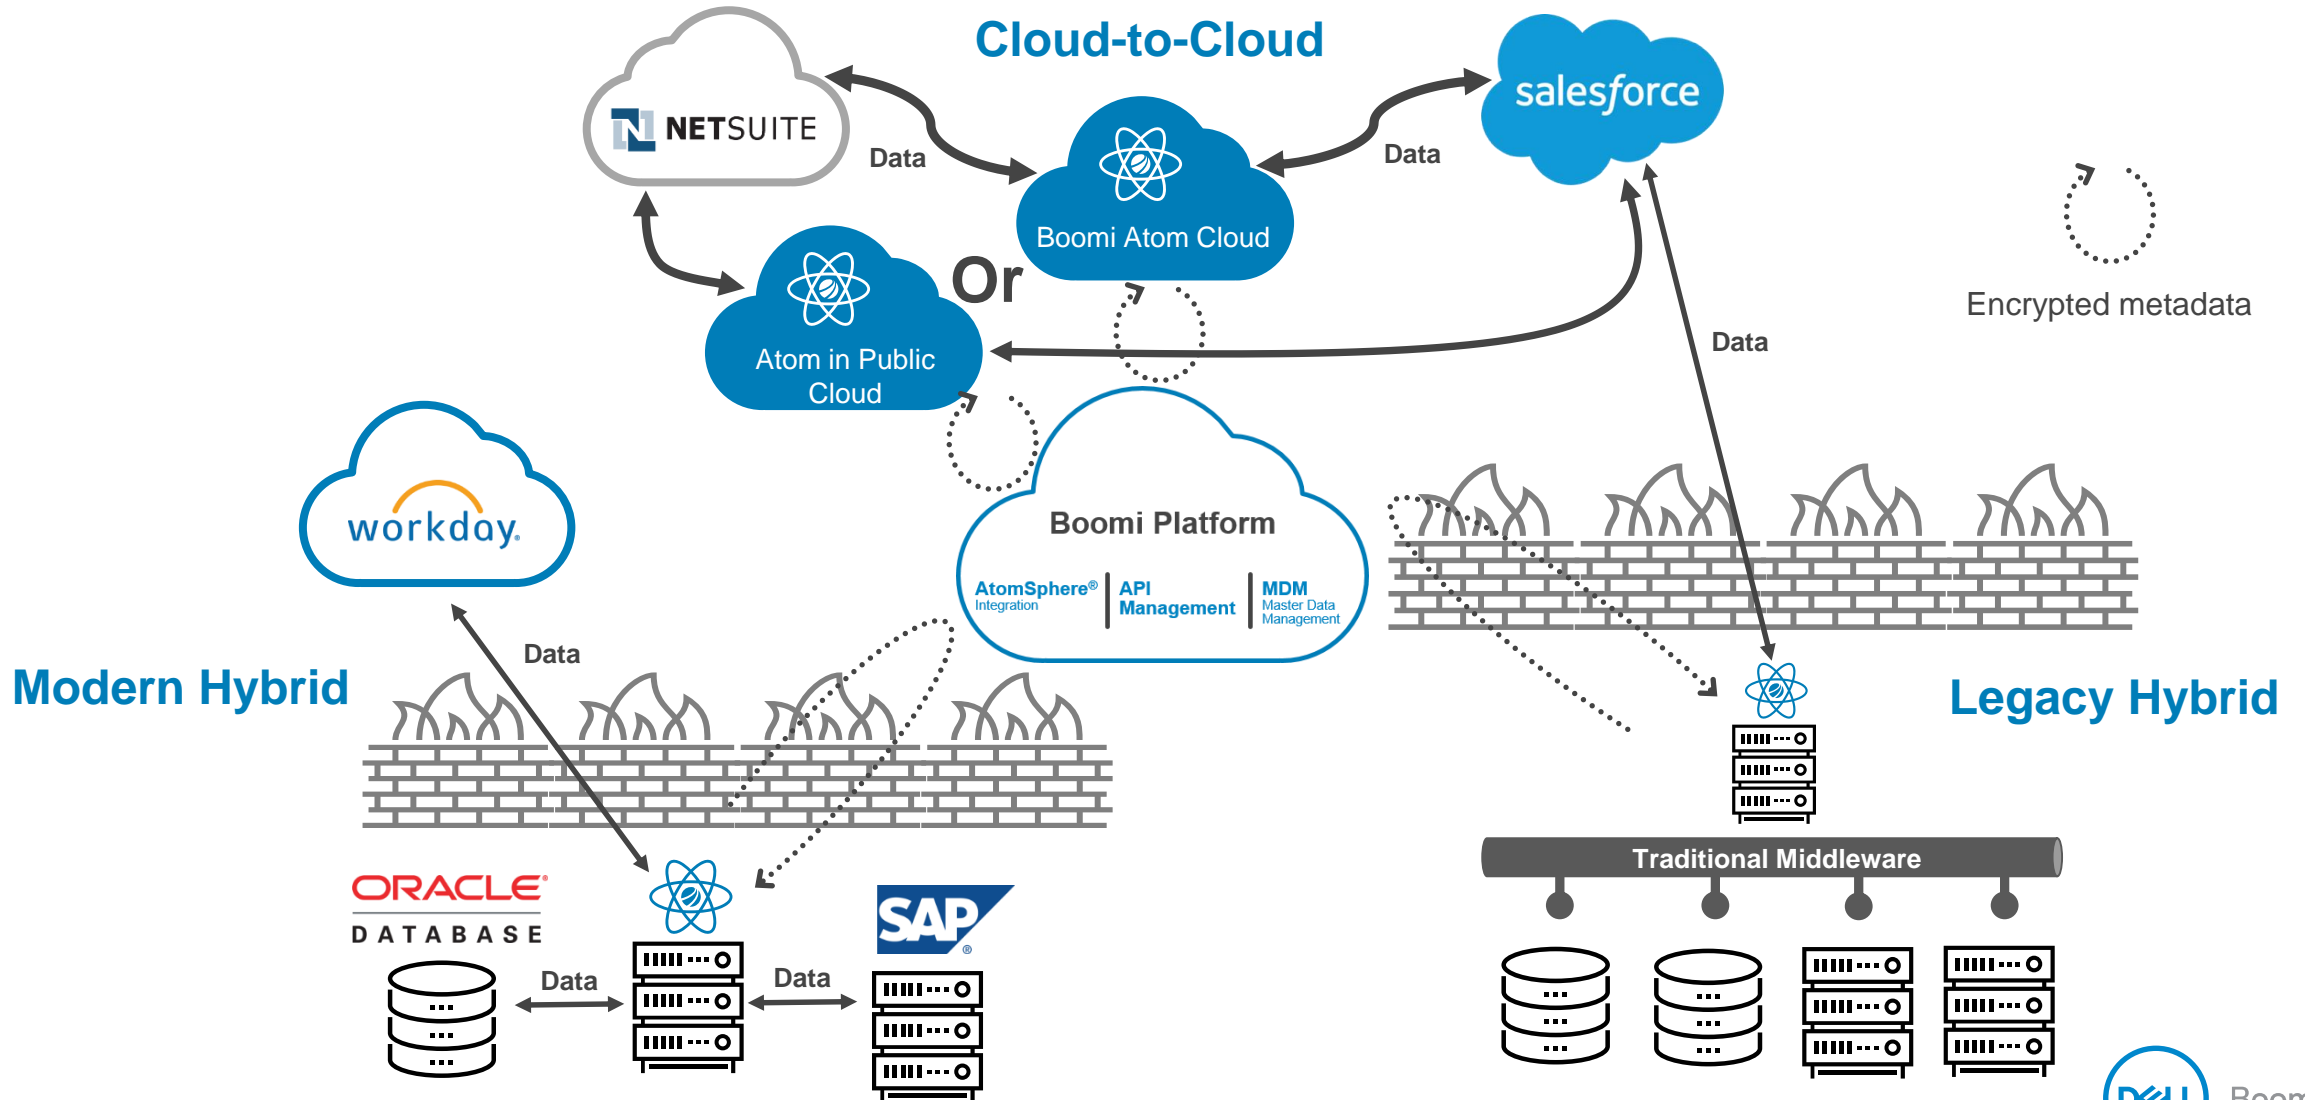 Cloud-to-Cloud
NETSUITE
salesforce
Data
Data
Boomi Atom Cloud
Or
Atom in Public
Cloud
Encrypted metadata
Data
workday.
Boomi Platform
AtomSphere®
Integration
API
Management
MDM
Master Data
Management
Data
Modern Hybrid
Legacy Hybrid
Traditional Middleware
ORACLE®
DATABASE
SAP®
Data
Data
DELL